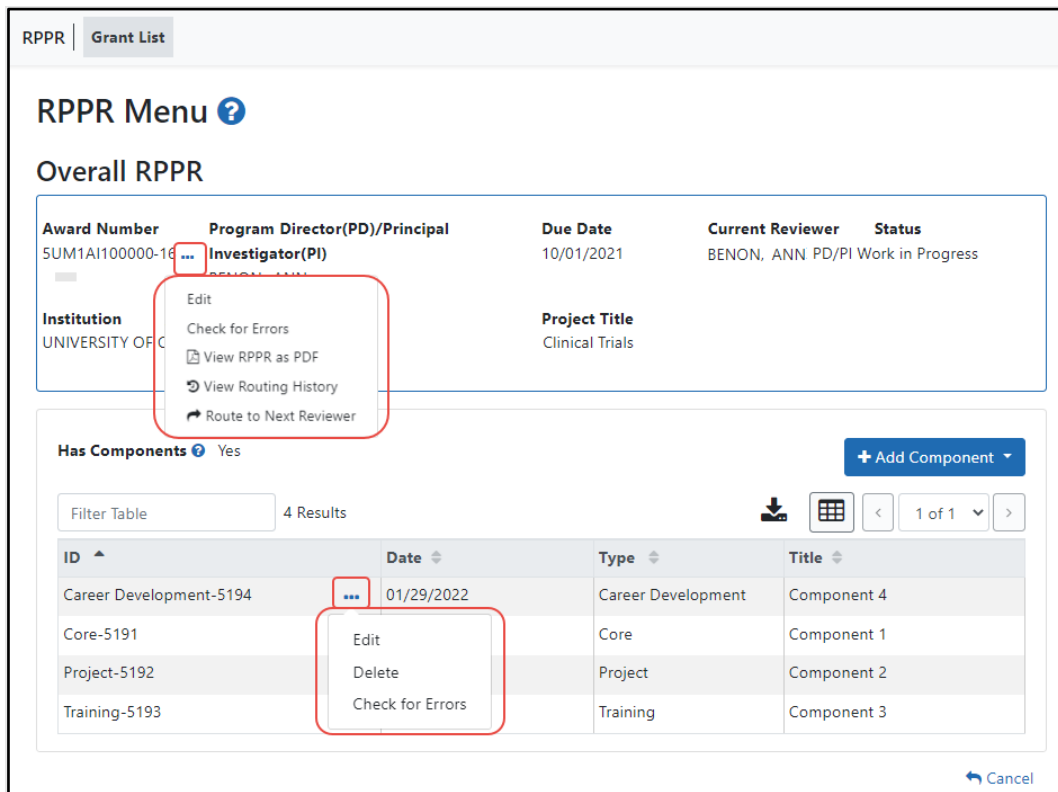 RPPR Grant List
RPPR Menu ?
Overall RPPR
Award Number Program Director(PD)/Principal Due Date Current Reviewer Status
5UM1AI100000-16 ... Investigator(PI) 10/01/2021 BENON, ANN PD/PI Work in Progress
BENON, ANN
Edit
Institution Check for Errors Project Title
UNIVERSITY OF View RPPR as PDF Clinical Trials
View Routing History
Route to Next Reviewer
Has Components ? Yes + Add Component
Filter Table 4 Results < 1 of 1 >
ID Date Type Title
Career Development-5194 ... 01/29/2022 Career Development Component 4
Core-5191 Edit Core Component 1
Project-5192 Delete Project Component 2
Training-5193 Check for Errors Training Component 3
Cancel